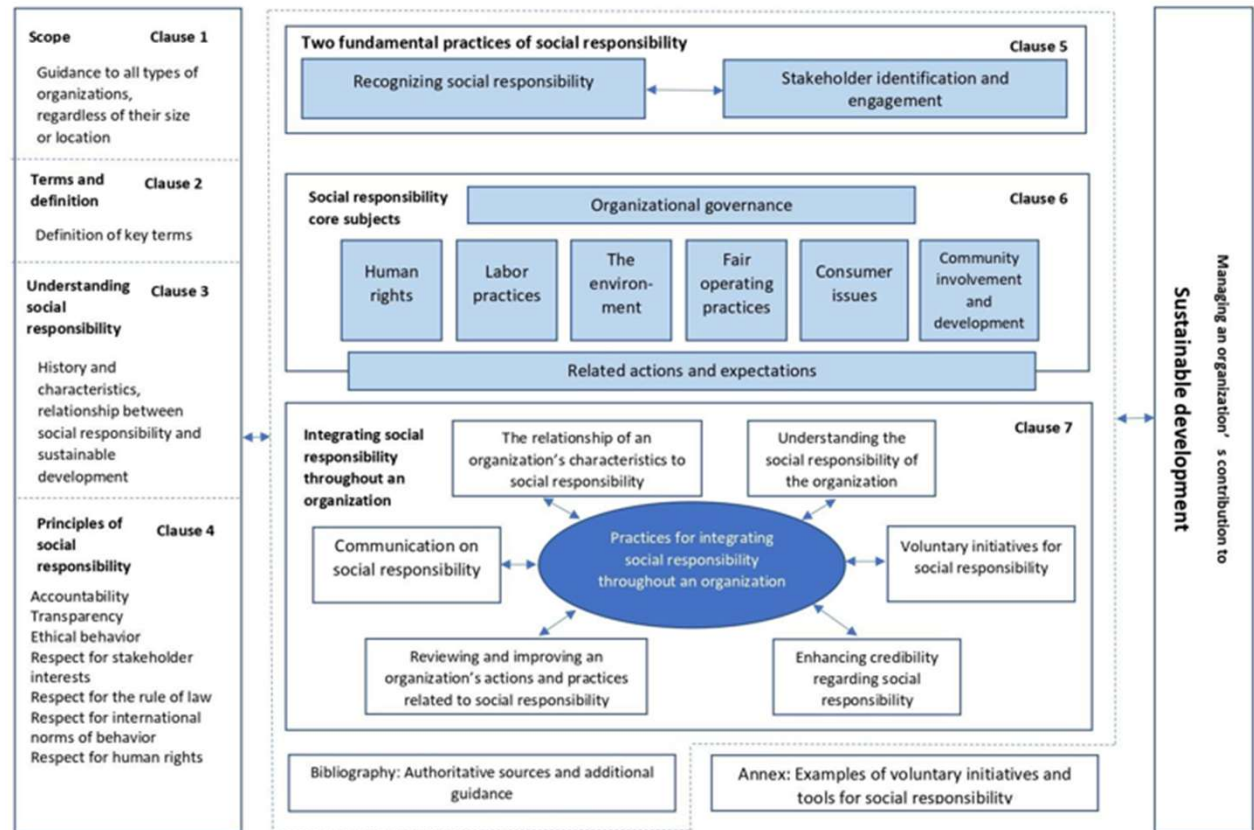 Scope Clause 1
Guidance to all types of
organizations,
regardless of their size
or location
Terms and Clause 2
definition
Definition of key terms
Understanding Clause 3
social
responsibility
History and
characteristics,
relationship between
social responsibility and
sustainable
development
Principles of Clause 4
social
responsibility
Accountability
Transparency
Ethical behavior
Respect for stakeholder
interests
Respect for the rule of law
Respect for international
norms of behavior
Respect for human rights
Two fundamental practices of social responsibility Clause 5
Recognizing social responsibility
Stakeholder identification and
engagement
Social responsibility
core subjects
Clause 6
Organizational governance
Human
rights
Labor
practices
The
environ-
ment
Fair
operating
practices
Consumer
issues
Community
involvement
and
development
Related actions and expectations
Integrating social
responsibility
throughout an
organization
Clause 7
The relationship of an
organization's characteristics to
social responsibility
Understanding the
social responsibility of
the organization
Communication on
social responsibility
Practices for integrating
social responsibility
throughout an organization
Voluntary initiatives for
social responsibility
Reviewing and improving an
organization's actions and practices
related to social responsibility
Enhancing credibility
regarding social
responsibility
Bibliography: Authoritative sources and additional
guidance
Annex: Examples of voluntary initiatives and
tools for social responsibility
Managing an organization' s contribution to
Sustainable development